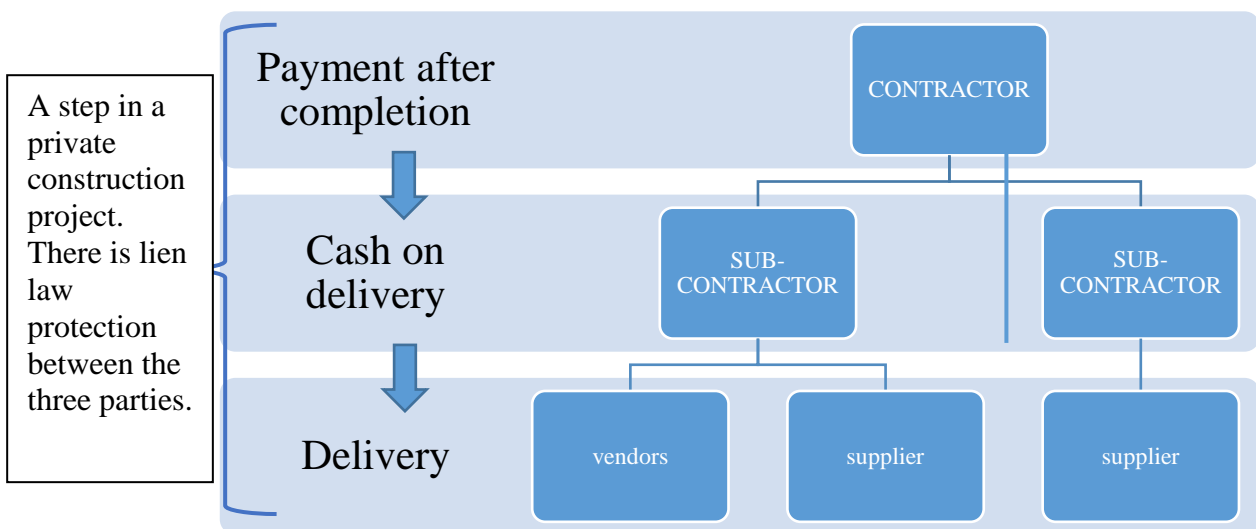 A step in a
private
construction
project.
There is lien
law
protection
between the
three parties.
Payment after
completion
CONTRACTOR
Cash on
delivery
SUB-
CONTRACTOR
SUB-
CONTRACTOR
Delivery
vendors
supplier
supplier